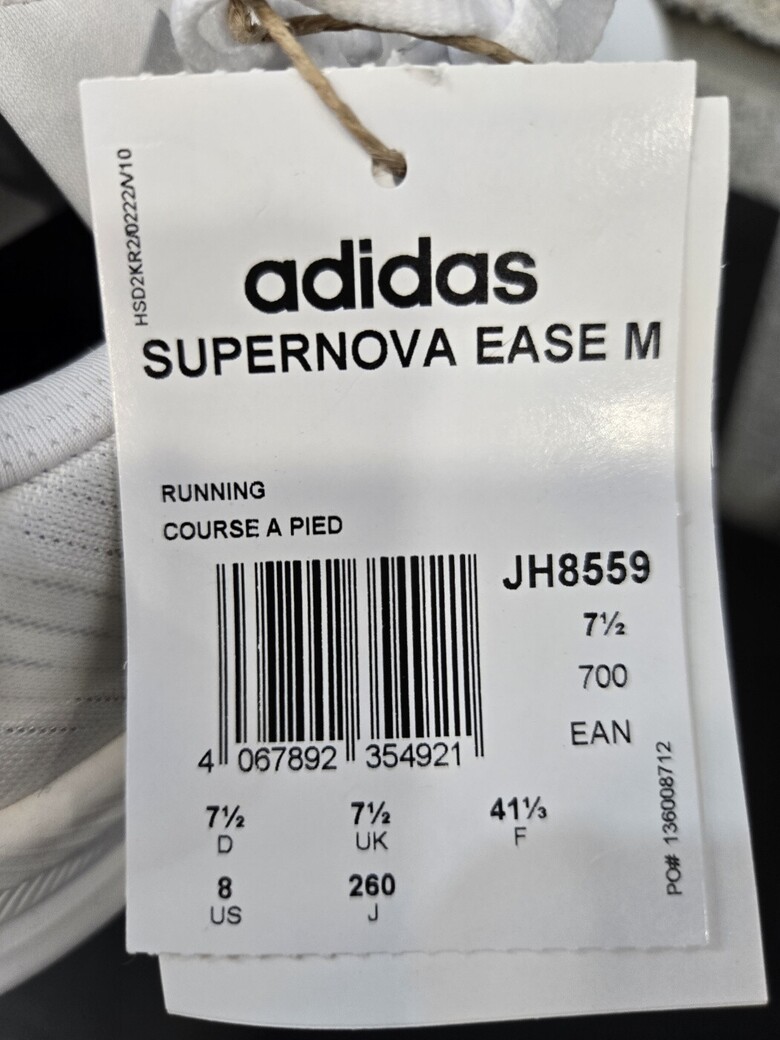 HSD2KR2/0222/V/10
adidas
SUPERNOVA EASE M
RUNNING
COURSE A PIED
JH8559
7½
700
EAN
4 067892 354921
7½ 7½ 41⅓
D UK F
8 260
US J
PO# 136008712